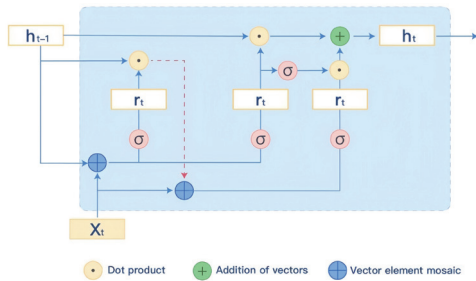 hₜ₋₁
hₜ
σ
rₜ rₜ rₜ
σ σ σ
Xₜ
Dot product Addition of vectors Vector element mosaic